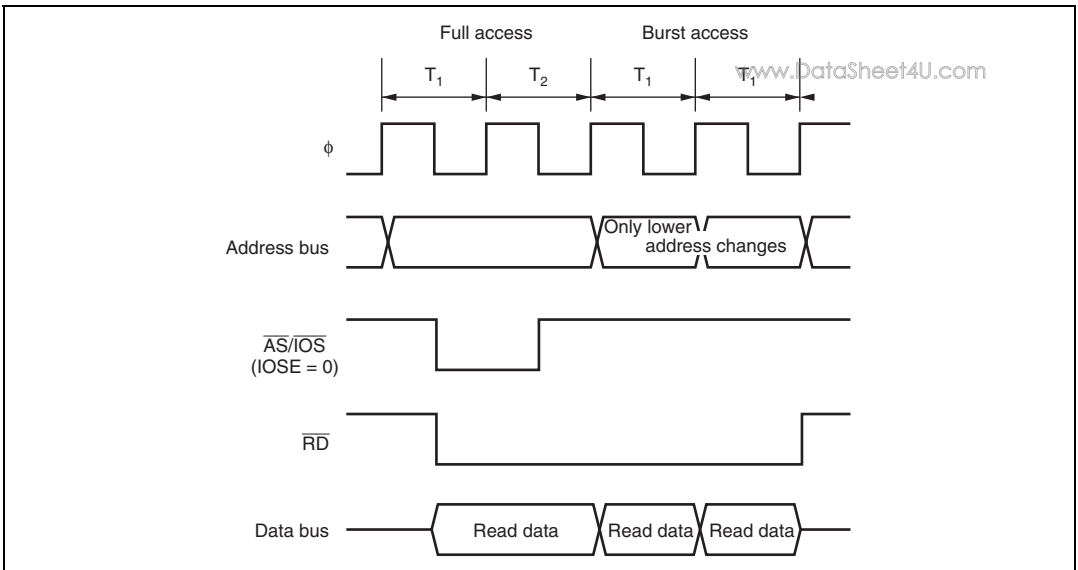 Full access Burst access
www.DataSheet4U.com
T1 T2 T1 T1
φ
Address bus
Only lower
address changes
AS/IOS
(IOSE = 0)
RD
Data bus
Read data Read data Read data